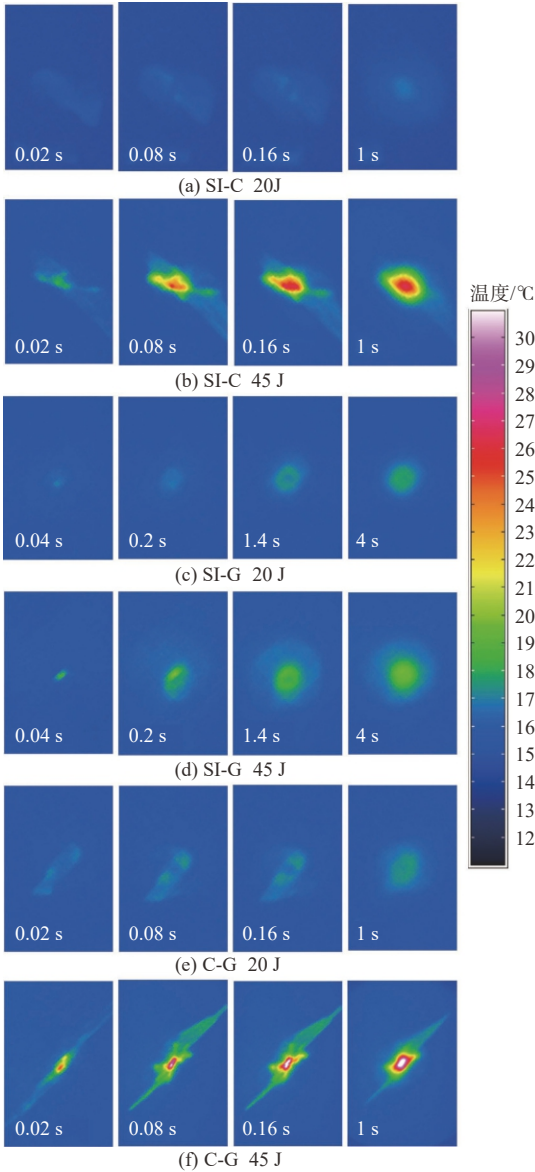 0.02 s 0.08 s 0.16 s 1 s
(a) SI-C 20J
0.02 s 0.08 s 0.16 s 1 s
(b) SI-C 45 J
0.04 s 0.2 s 1.4 s 4 s
(c) SI-G 20 J
0.04 s 0.2 s 1.4 s 4 s
(d) SI-G 45 J
0.02 s 0.08 s 0.16 s 1 s
(e) C-G 20 J
0.02 s 0.08 s 0.16 s 1 s
(f) C-G 45 J
温度/℃
30
29
28
27
26
25
24
23
22
21
20
19
18
17
16
15
14
13
12